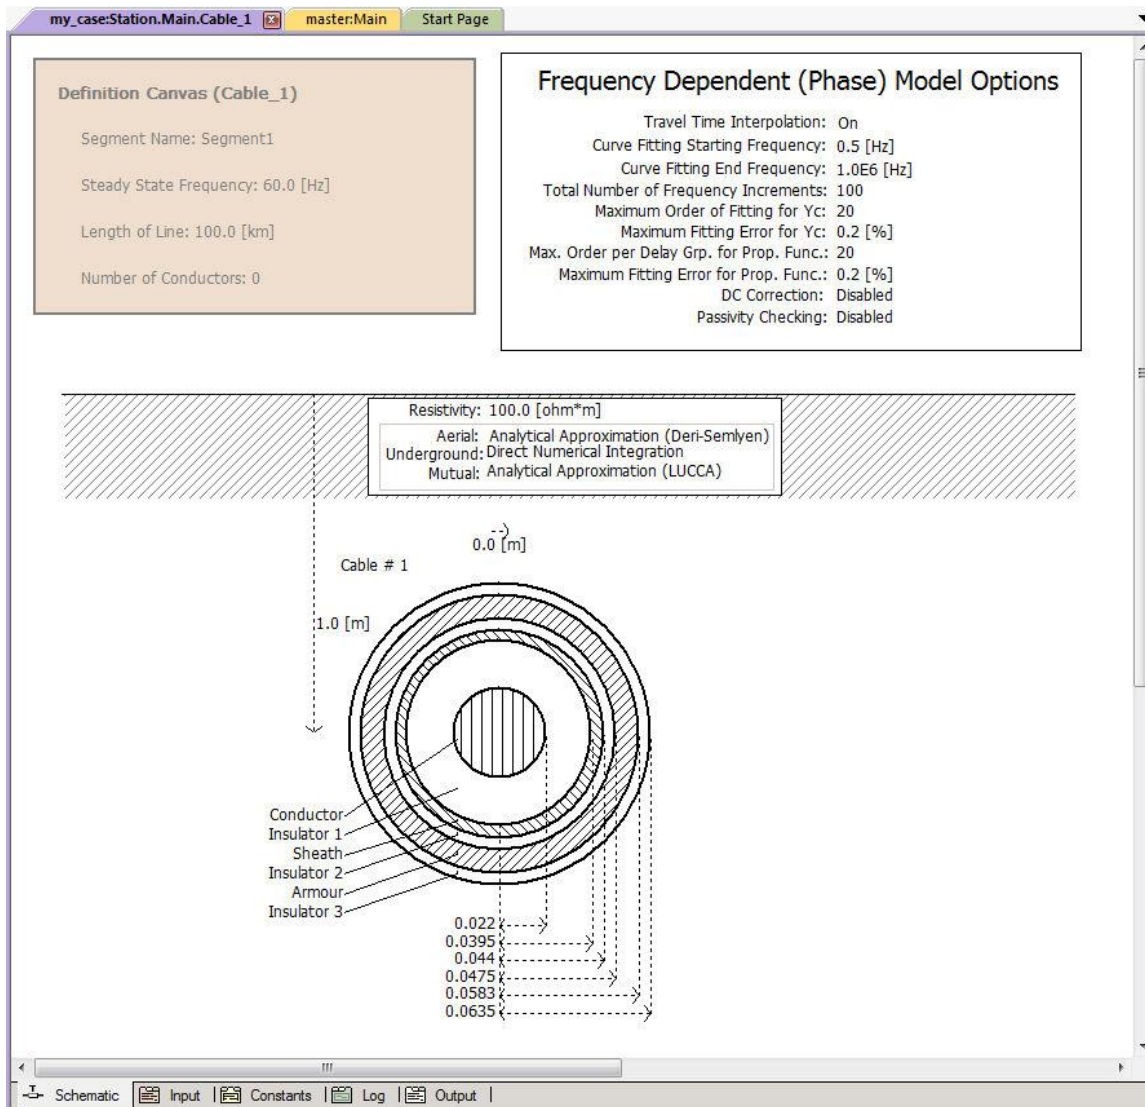 my_case:Station.Main.Cable_1
master:Main
Start Page
Definition Canvas (Cable_1)
Segment Name: Segment1
Steady State Frequency: 60.0 [Hz]
Length of Line: 100.0 [km]
Number of Conductors: 0
Frequency Dependent (Phase) Model Options
Travel Time Interpolation: On
Curve Fitting Starting Frequency: 0.5 [Hz]
Curve Fitting End Frequency: 1.0E6 [Hz]
Total Number of Frequency Increments: 100
Maximum Order of Fitting for Yc: 20
Maximum Fitting Error for Yc: 0.2 [%]
Max. Order per Delay Grp. for Prop. Func.: 20
Maximum Fitting Error for Prop. Func.: 0.2 [%]
DC Correction: Disabled
Passivity Checking: Disabled
Resistivity: 100.0 [ohm*m]
Aerial: Analytical Approximation (Deri-Semlyen)
Underground: Direct Numerical Integration
Mutual: Analytical Approximation (LUCCA)
0.0 [m]
Cable # 1
1.0 [m]
Conductor
Insulator 1
Sheath
Insulator 2
Armour
Insulator 3
0.022
0.0395
0.044
0.0475
0.0583
0.0635
Schematic
Input
Constants
Log
Output